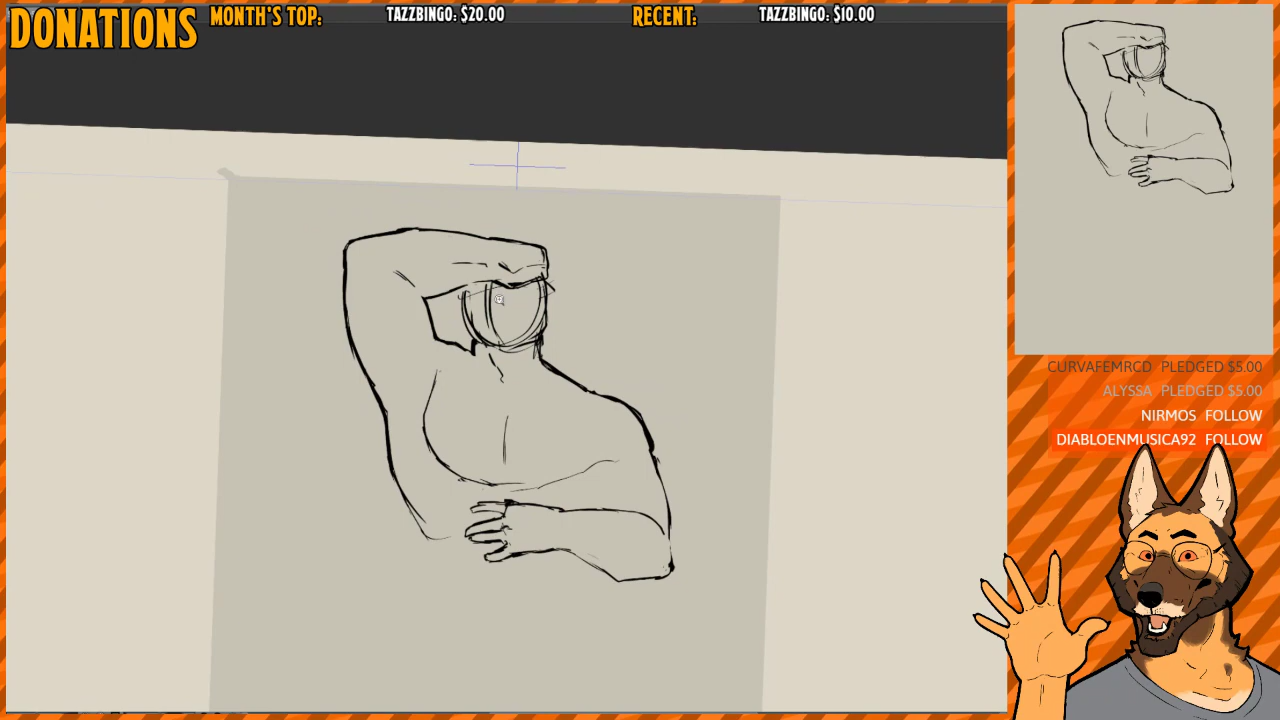 DONATIONS
MONTH'S TOP: TAZZBINGO: $20.00 RECENT: TAZZBINGO: $10.00
CURVAFEMRCD PLEDGED $5.00
ALYSSA PLEDGED $5.00
NIRMOS FOLLOW
DIABLOENMUSICA92 FOLLOW